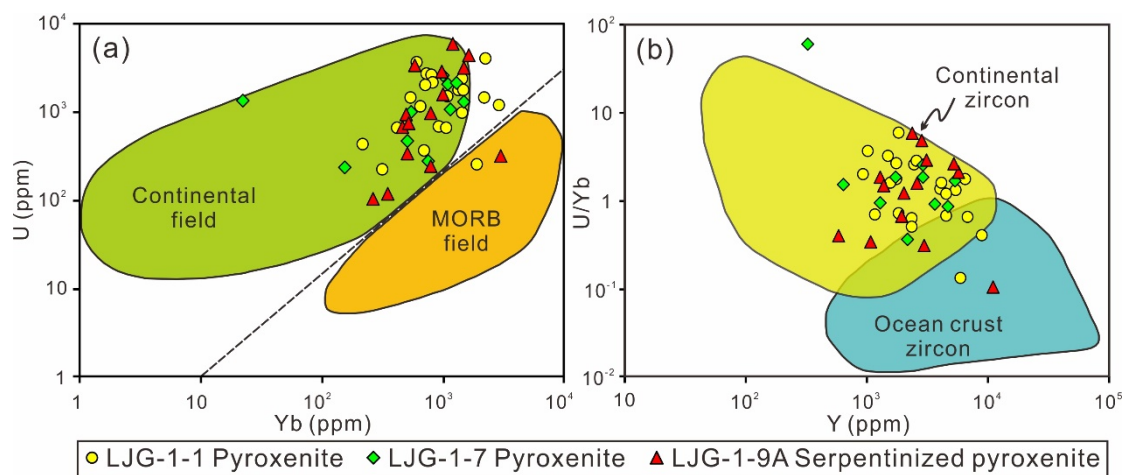 (a)
U (ppm)
10⁴
10³
10²
10
1
Continental
field
MORB
field
1
10
10²
10³
10⁴
Yb (ppm)
(b)
U/Yb
10²
10
1
10⁻¹
10⁻²
Continental
zircon
Ocean crust
zircon
10
10²
10³
10⁴
10⁵
Y (ppm)
LJG-1-1 Pyroxenite LJG-1-7 Pyroxenite LJG-1-9A Serpentinized pyroxenite